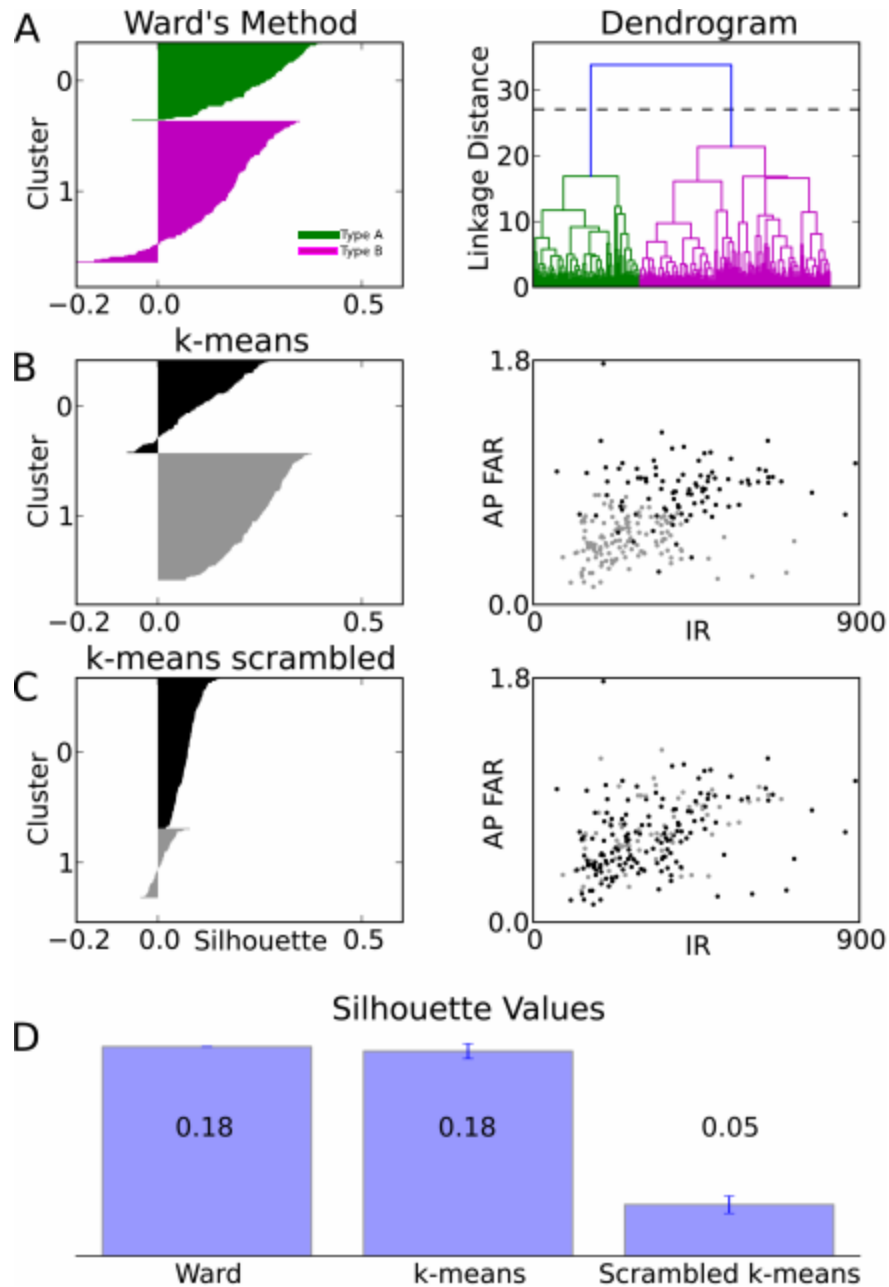 A
Ward's Method
Dendrogram
Cluster
0
1
Type A
Type B
−0.2 0.0 0.5
Linkage Distance
30
20
10
0
B
k-means
Cluster
0
1
−0.2 0.0 0.5
AP FAR
1.8
0.0
0 IR 900
C
k-means scrambled
Cluster
0
1
−0.2 0.0 Silhouette 0.5
AP FAR
1.8
0.0
0 IR 900
D
Silhouette Values
0.18 0.18 0.05
Ward k-means Scrambled k-means